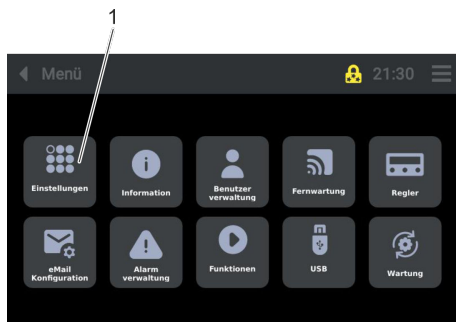 1
Menü 21:30
Einstellungen Information Benutzer verwaltung Fernwartung Regler
eMail Konfiguration Alarm verwaltung Funktionen USB Wartung